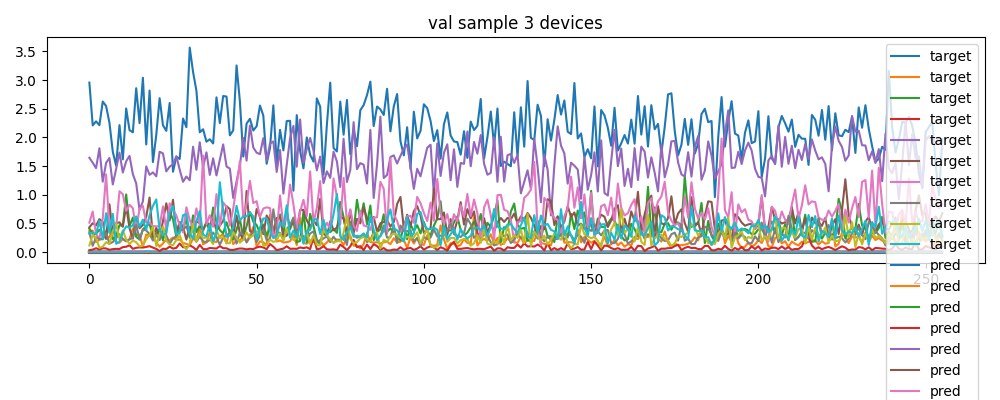 val sample 3 devices
3.5
3.0
2.5
2.0
1.5
1.0
0.5
0.0
0
50
100
150
200
250
target
target
target
target
target
target
target
target
target
target
pred
pred
pred
pred
pred
pred
pred